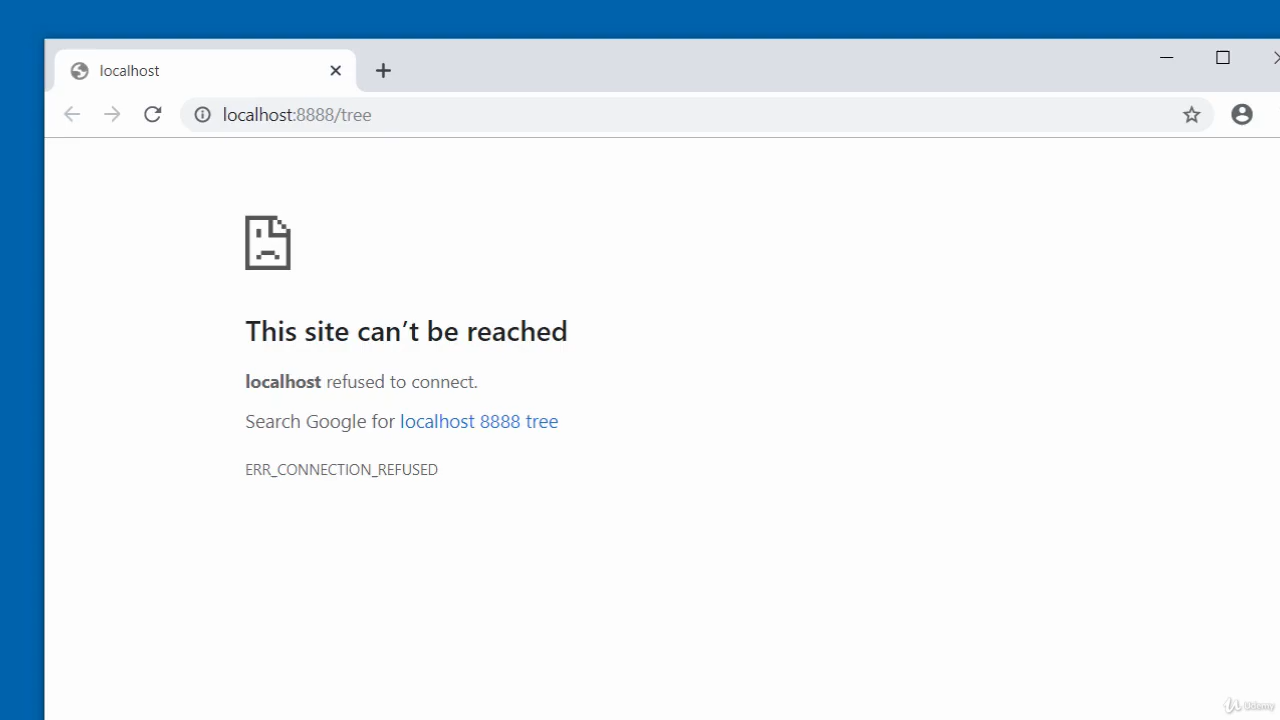 localhost
localhost:8888/tree
This site can’t be reached
localhost refused to connect.
Search Google for localhost 8888 tree
ERR_CONNECTION_REFUSED
Udemy